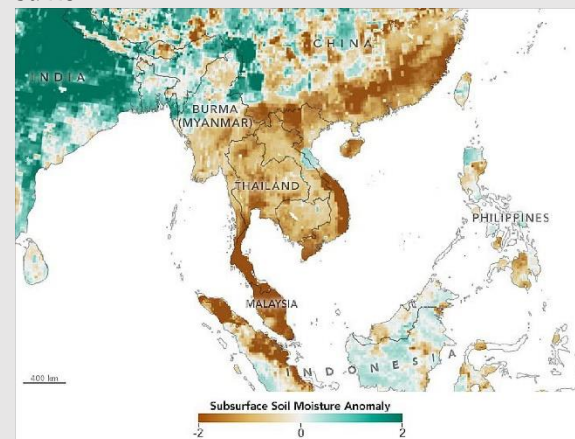 CHINA
INDIA
BURMA
(MYANMAR)
THAILAND
PHILIPPINES
MALAYSIA
INDONESIA
400 km
Subsurface Soil Moisture Anomaly
-2 0 2